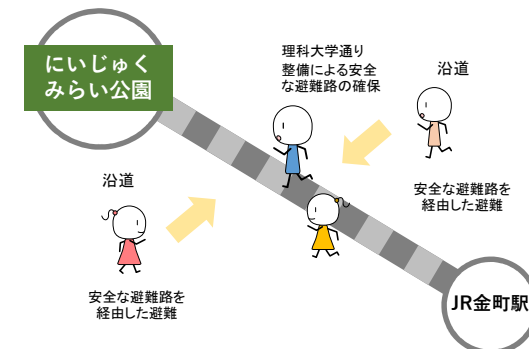 にいじゅく
みらい公園
理科大学通り
整備による安全
な避難路の確保
沿道
安全な避難路を
経由した避難
沿道
安全な避難路を
経由した避難
JR金町駅